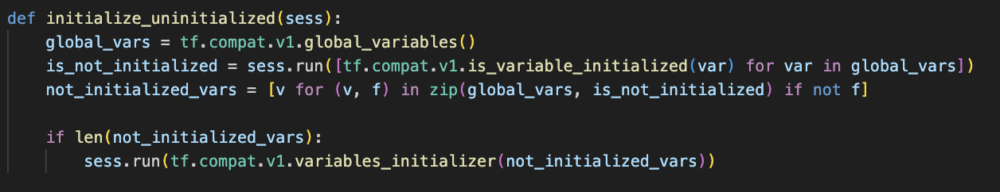 def initialize_uninitialized(sess):
    global_vars = tf.compat.v1.global_variables()
    is_not_initialized = sess.run([tf.compat.v1.is_variable_initialized(var) for var in global_vars])
    not_initialized_vars = [v for (v, f) in zip(global_vars, is_not_initialized) if not f]

    if len(not_initialized_vars):
        sess.run(tf.compat.v1.variables_initializer(not_initialized_vars))